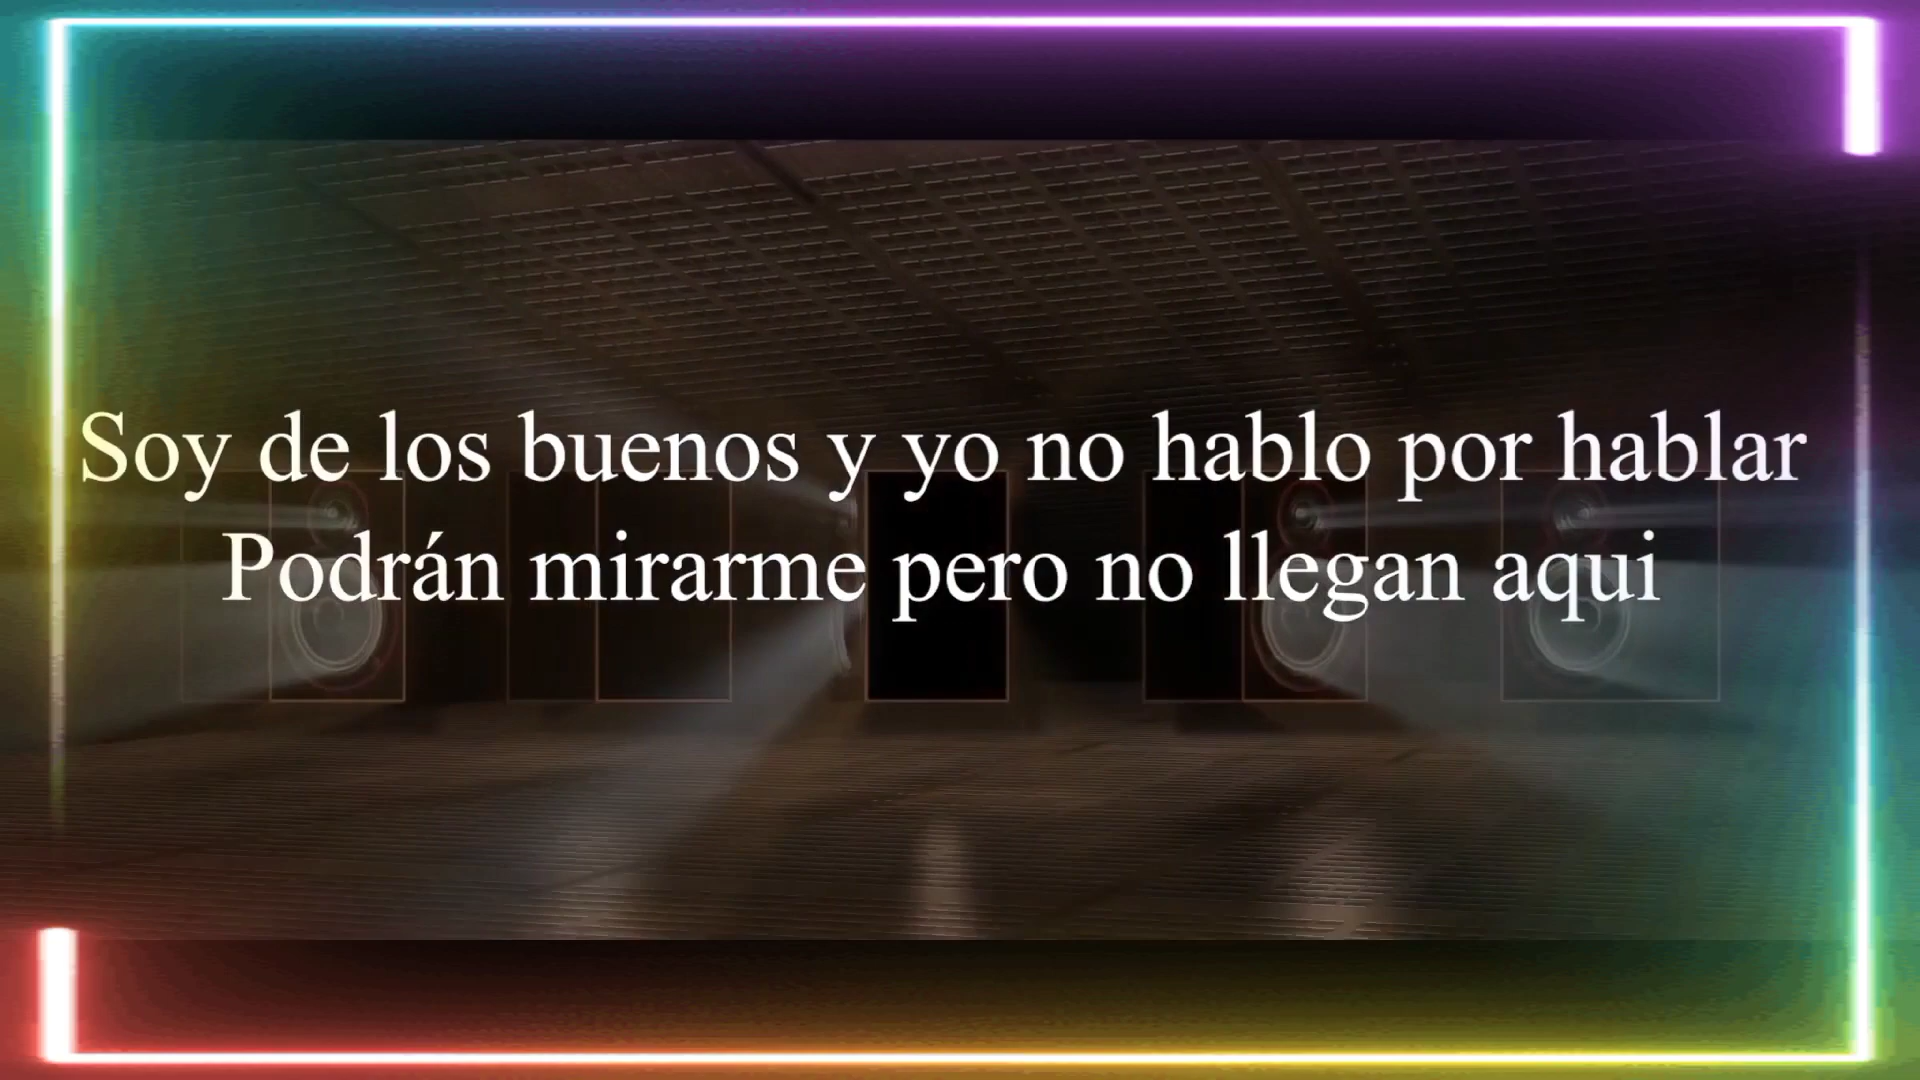 Soy de los buenos y yo no hablo por hablar
Podrán mirarme pero no llegan aqui